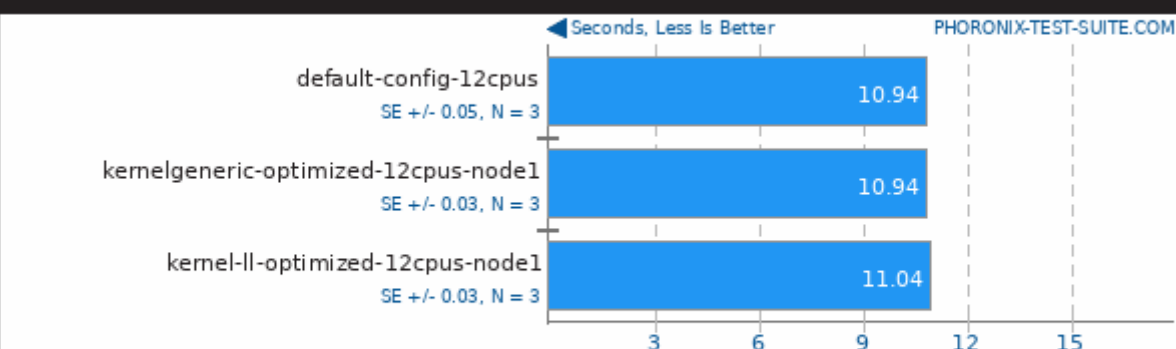 Seconds, Less Is Better PHORONIX-TEST-SUITE.COM
default-config-12cpus
SE +/- 0.05, N = 3
10.94
kernelgeneric-optimized-12cpus-node1
SE +/- 0.03, N = 3
10.94
kernel-ll-optimized-12cpus-node1
SE +/- 0.03, N = 3
11.04
3 6 9 12 15